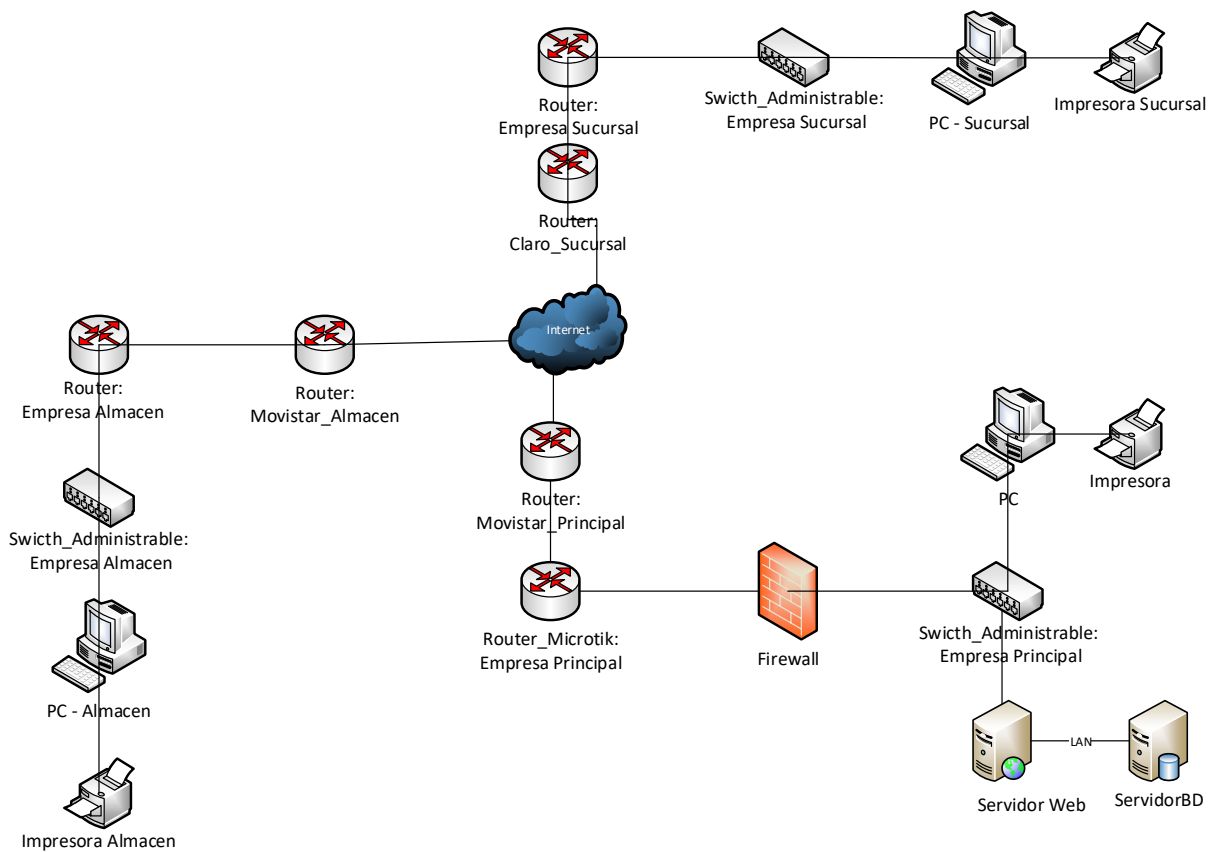 Router:
Empresa Sucursal
Swicth_Administrable:
Empresa Sucursal
PC - Sucursal
Impresora Sucursal
Router:
Claro_Sucursal
Internet
Router:
Empresa Almacen
Router:
Movistar_Almacen
Router:
Movistar_Principal
PC
Impresora
Swicth_Administrable:
Empresa Almacen
Router_Microtik:
Empresa Principal
Firewall
Swicth_Administrable:
Empresa Principal
PC - Almacen
LAN
Servidor Web
ServidorBD
Impresora Almacen